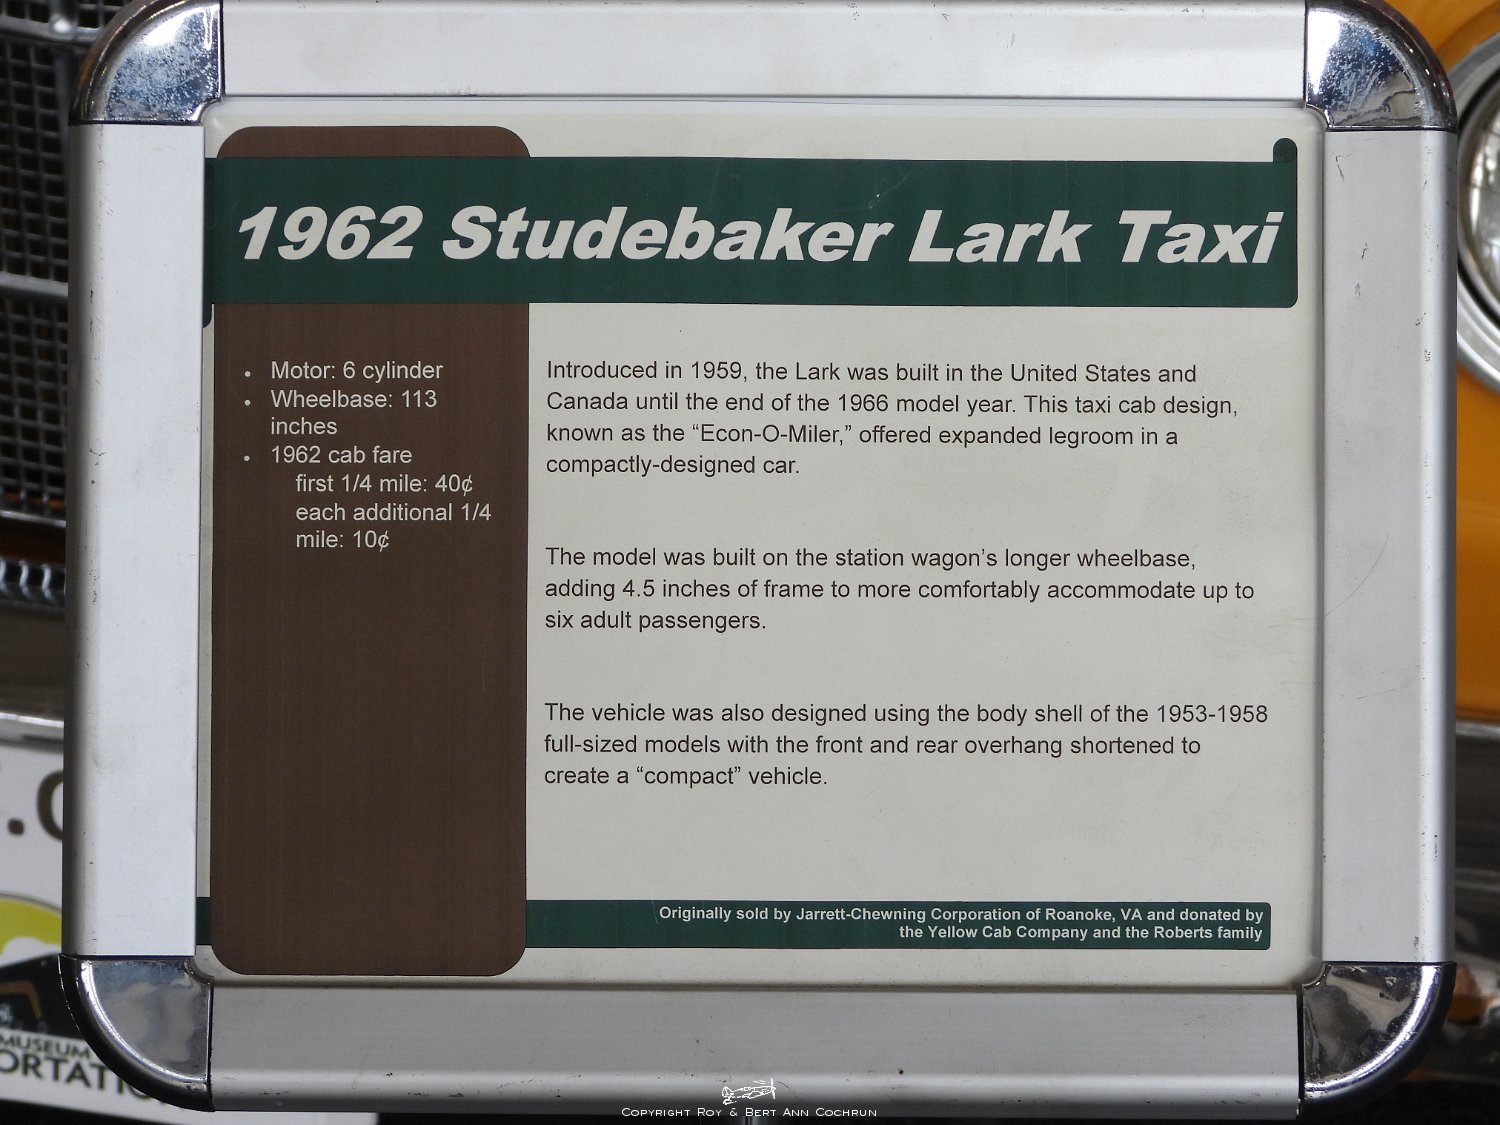 1962 Studebaker Lark Taxi
• Motor: 6 cylinder
• Wheelbase: 113
inches
• 1962 cab fare
first 1/4 mile: 40¢
each additional 1/4
mile: 10¢
Introduced in 1959, the Lark was built in the United States and
Canada until the end of the 1966 model year. This taxi cab design,
known as the “Econ-O-Miler,” offered expanded legroom in a
compactly-designed car.
The model was built on the station wagon’s longer wheelbase,
adding 4.5 inches of frame to more comfortably accommodate up to
six adult passengers.
The vehicle was also designed using the body shell of the 1953-1958
full-sized models with the front and rear overhang shortened to
create a “compact” vehicle.
Originally sold by Jarrett-Chewning Corporation of Roanoke, VA and donated by
the Yellow Cab Company and the Roberts family
MUSEUM
Copyright Roy & Bert Ann Cochrun